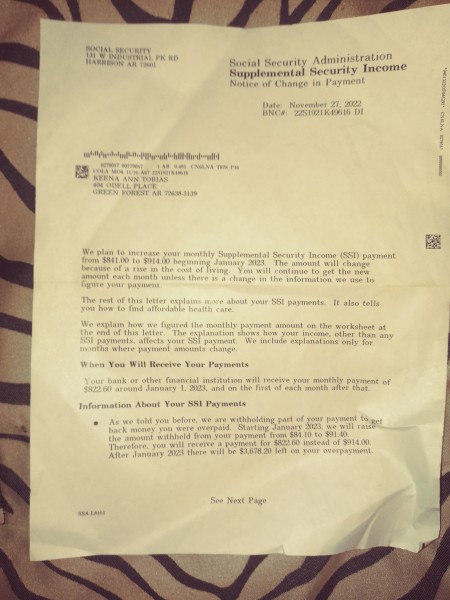 SOCIAL SECURITY
131 W INDUSTRIAL PK RD
HARRISON AR 72601
Social Security Administration
Supplemental Security Income
Notice of Change in Payment
Date: November 27, 2022
BNC#: 22S1921K49616 DI
KEENA ANN TOBIAS
604 ODELL PLACE
GREEN FOREST AR 72638-3139
We plan to increase your monthly Supplemental Security Income (SSI) payment
from $841.00 to $914.00 beginning January 2023. The amount will change
because of a rise in the cost of living. You will continue to get the new
amount each month unless there is a change in the information we use to
figure your payment.
The rest of this letter explains more about your SSI payments. It also tells
you how to find affordable health care.
We explain how we figured the monthly payment amount on the worksheet at
the end of this letter. The explanation shows how your income, other than any
SSI payments, affects your SSI payment. We include explanations only for
months where payment amounts change.
When You Will Receive Your Payments
Your bank or other financial institution will receive your monthly payment of
$822.60 around January 1, 2023, and on the first of each month after that.
Information About Your SSI Payments
• As we told you before, we are withholding part of your payment to get
back money you were overpaid. Starting January 2023, we will raise
the amount withheld from your payment from $84.10 to $91.40.
Therefore, you will receive a payment for $822.60 instead of $914.00.
After January 2023 there will be $3,678.20 left on your overpayment.
See Next Page
SSA-L8151